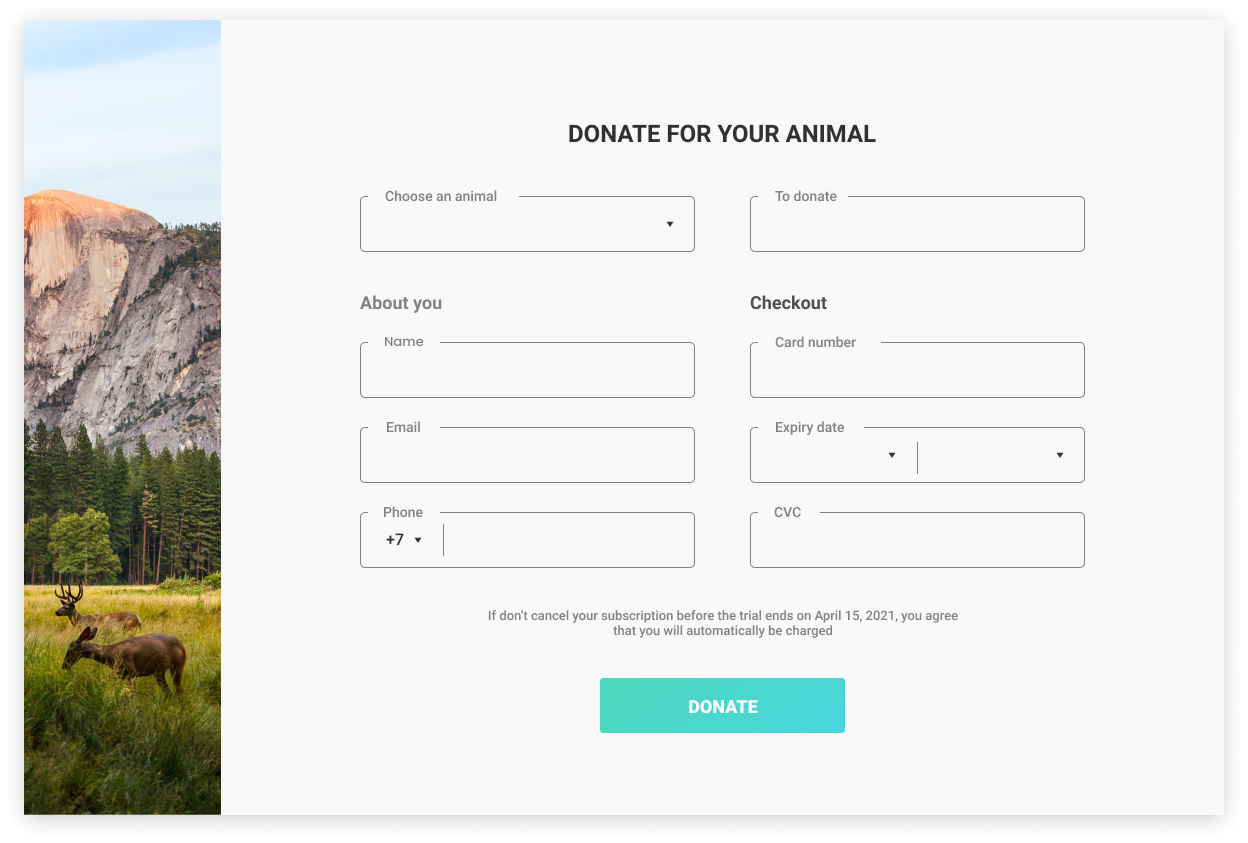 DONATE FOR YOUR ANIMAL
Choose an animal
To donate
About you
Name
Email
Phone
+7
Checkout
Card number
Expiry date
CVC
If don’t cancel your subscription before the trial ends on April 15, 2021, you agree
that you will automatically be charged
DONATE